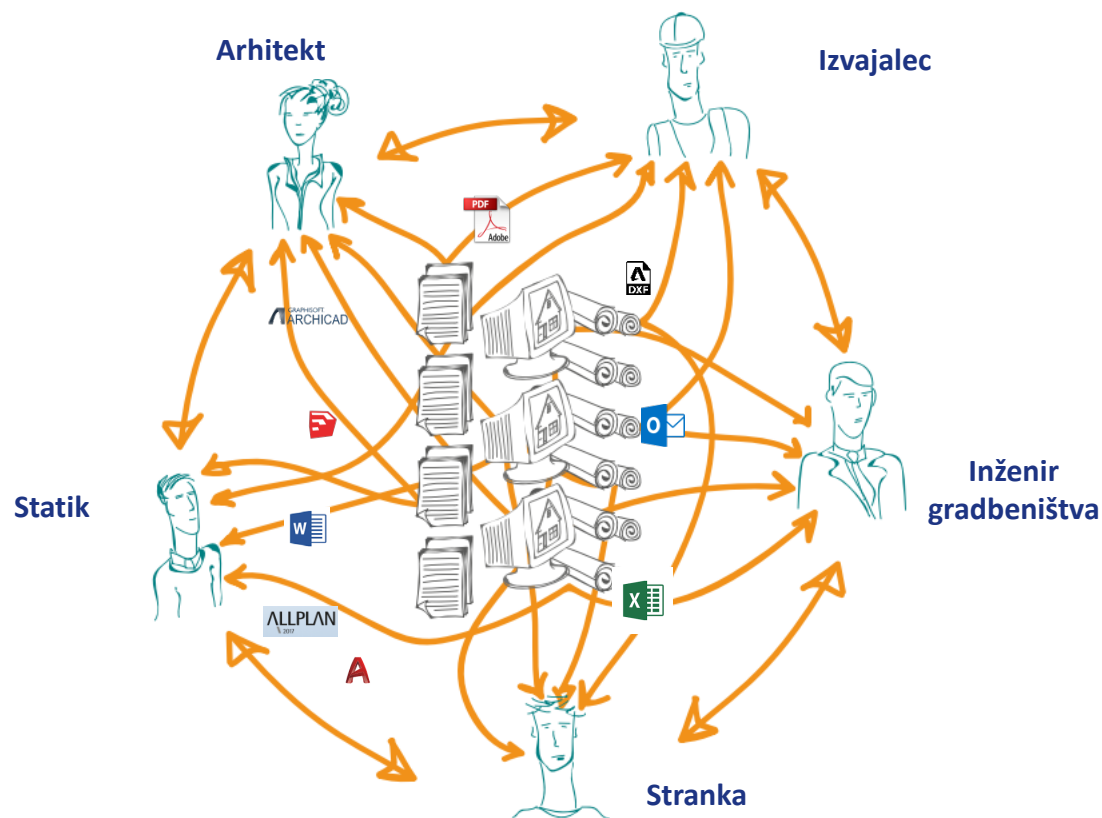 Arhitekt
Izvajalec
PDF
Adobe
DXF
GRAPHISOFT
ARCHICAD
O
Statik
Inženir
gradbeništva
W
X
ALLPLAN
2017
A
Stranka